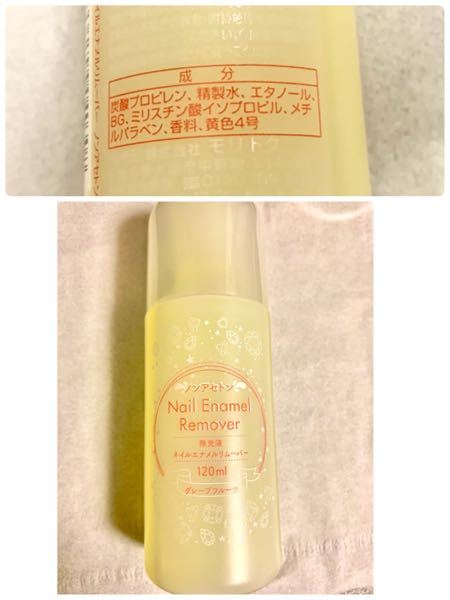 成分
炭酸プロピレン、精製水、エタノール、
BG、ミリスチン酸イソプロピル、メチ
ルパラベン、香料、黄色4号
モリトク
ノンアセトン
Nail Enamel
Remover
除光液
ネイルエナメルリムーバー
120ml
グレープフルーツ